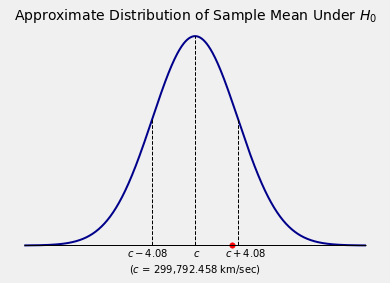 Approximate Distribution of Sample Mean Under H₀
c − 4.08 c c + 4.08
(c = 299,792.458 km/sec)